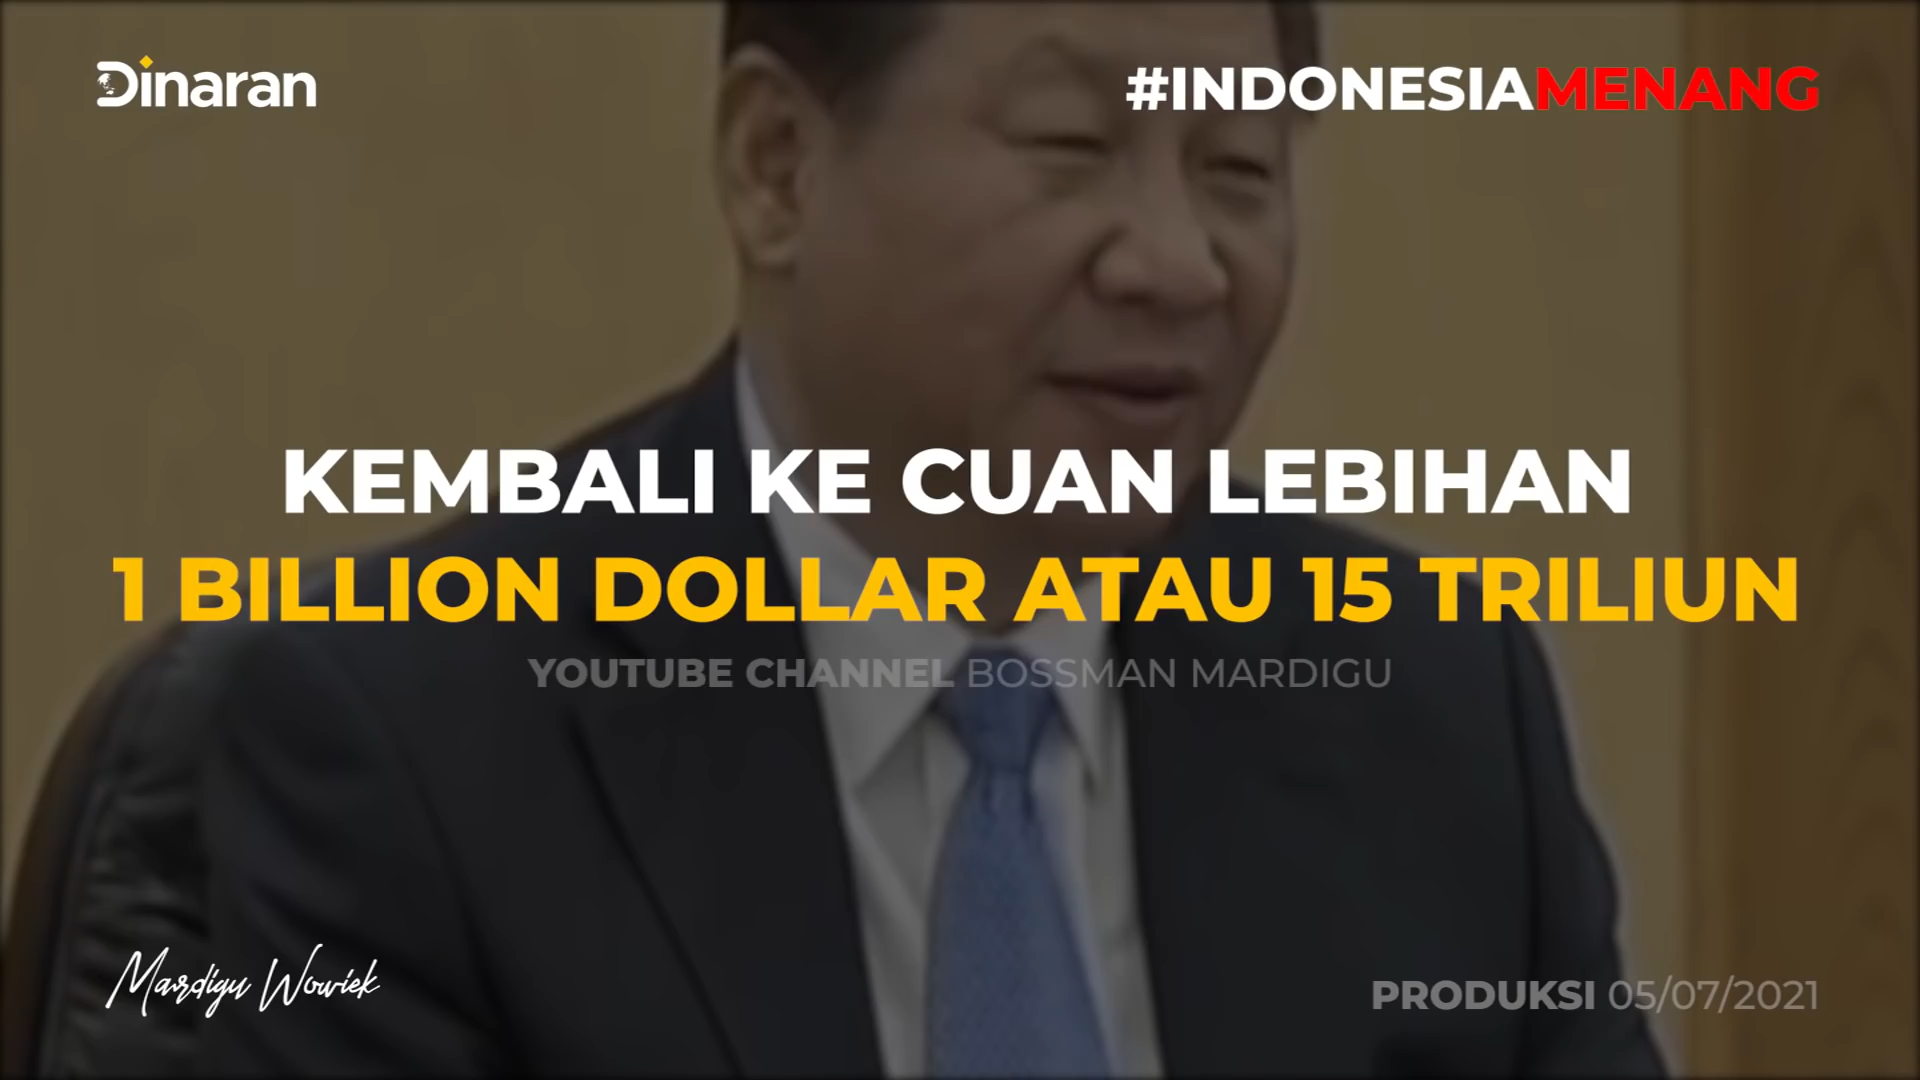 Dinaran
#INDONESIAMENANG
KEMBALI KE CUAN LEBIHAN
1 BILLION DOLLAR ATAU 15 TRILIUN
YOUTUBE CHANNEL BOSSMAN MARDIGU
Mardigu Wowiek
PRODUKSI 05/07/2021